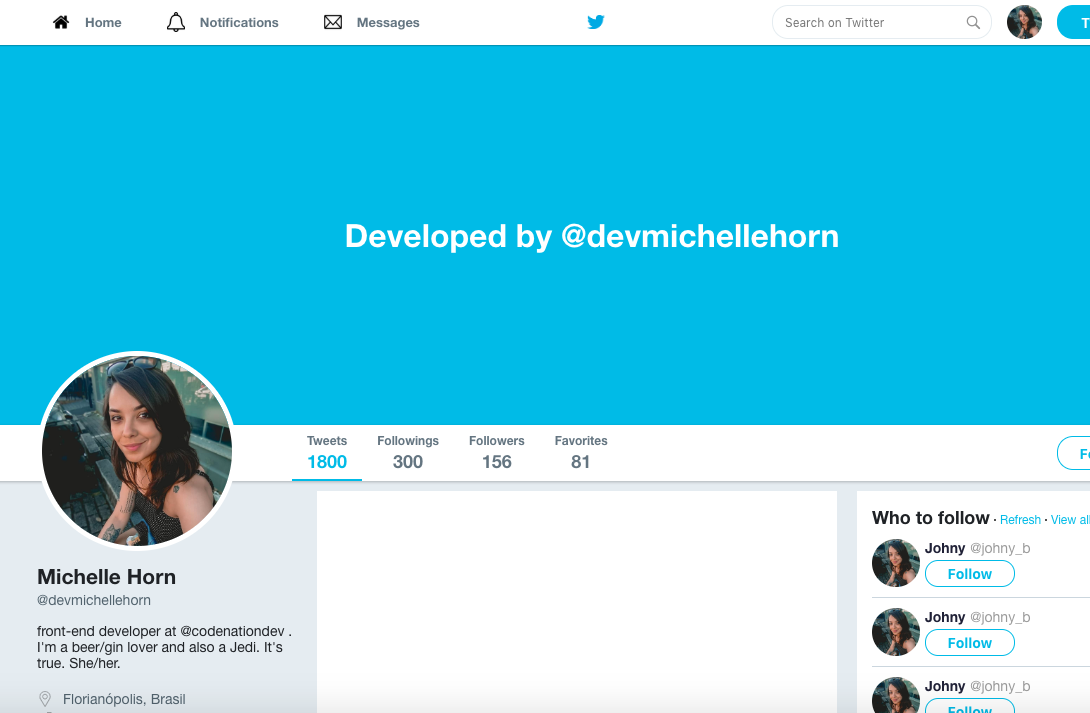 Home Notifications Messages Search on Twitter
Developed by @devmichellehorn
Tweets Followings Followers Favorites
1800 300 156 81
Michelle Horn
@devmichellehorn
front-end developer at @codenationdev .
I'm a beer/gin lover and also a Jedi. It's
true. She/her.
Florianópolis, Brasil
Who to follow · Refresh · View all
Johny @johny_b
Follow
Johny @johny_b
Follow
Johny @johny_b
Follow